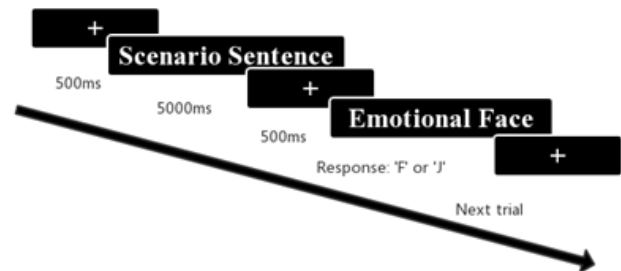 +
Scenario Sentence
500ms
+
5000ms
Emotional Face
500ms
+
Response: 'F' or 'J'
Next trial